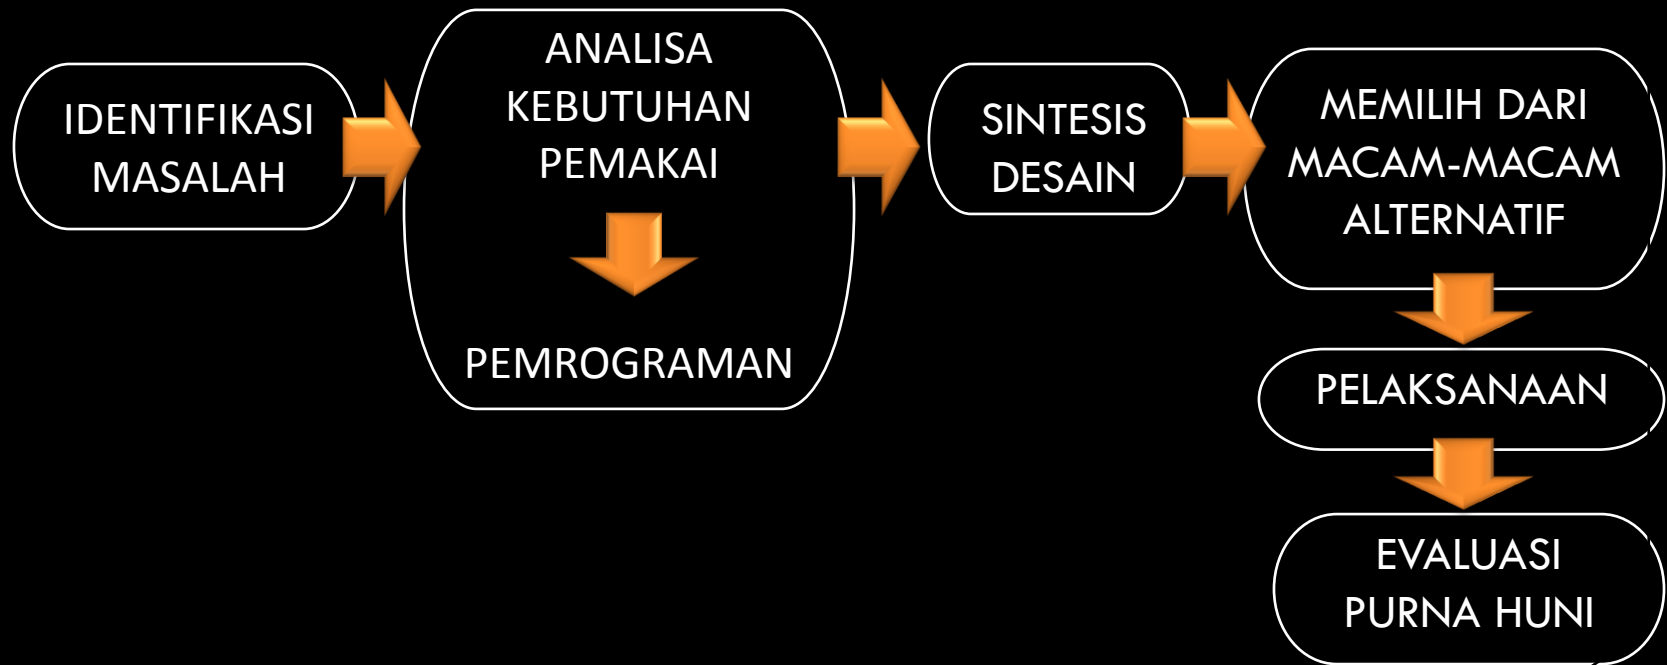 IDENTIFIKASI
MASALAH
ANALISA
KEBUTUHAN
PEMAKAI
PEMROGRAMAN
SINTESIS
DESAIN
MEMILIH DARI
MACAM-MACAM
ALTERNATIF
PELAKSANAAN
EVALUASI
PURNA HUNI